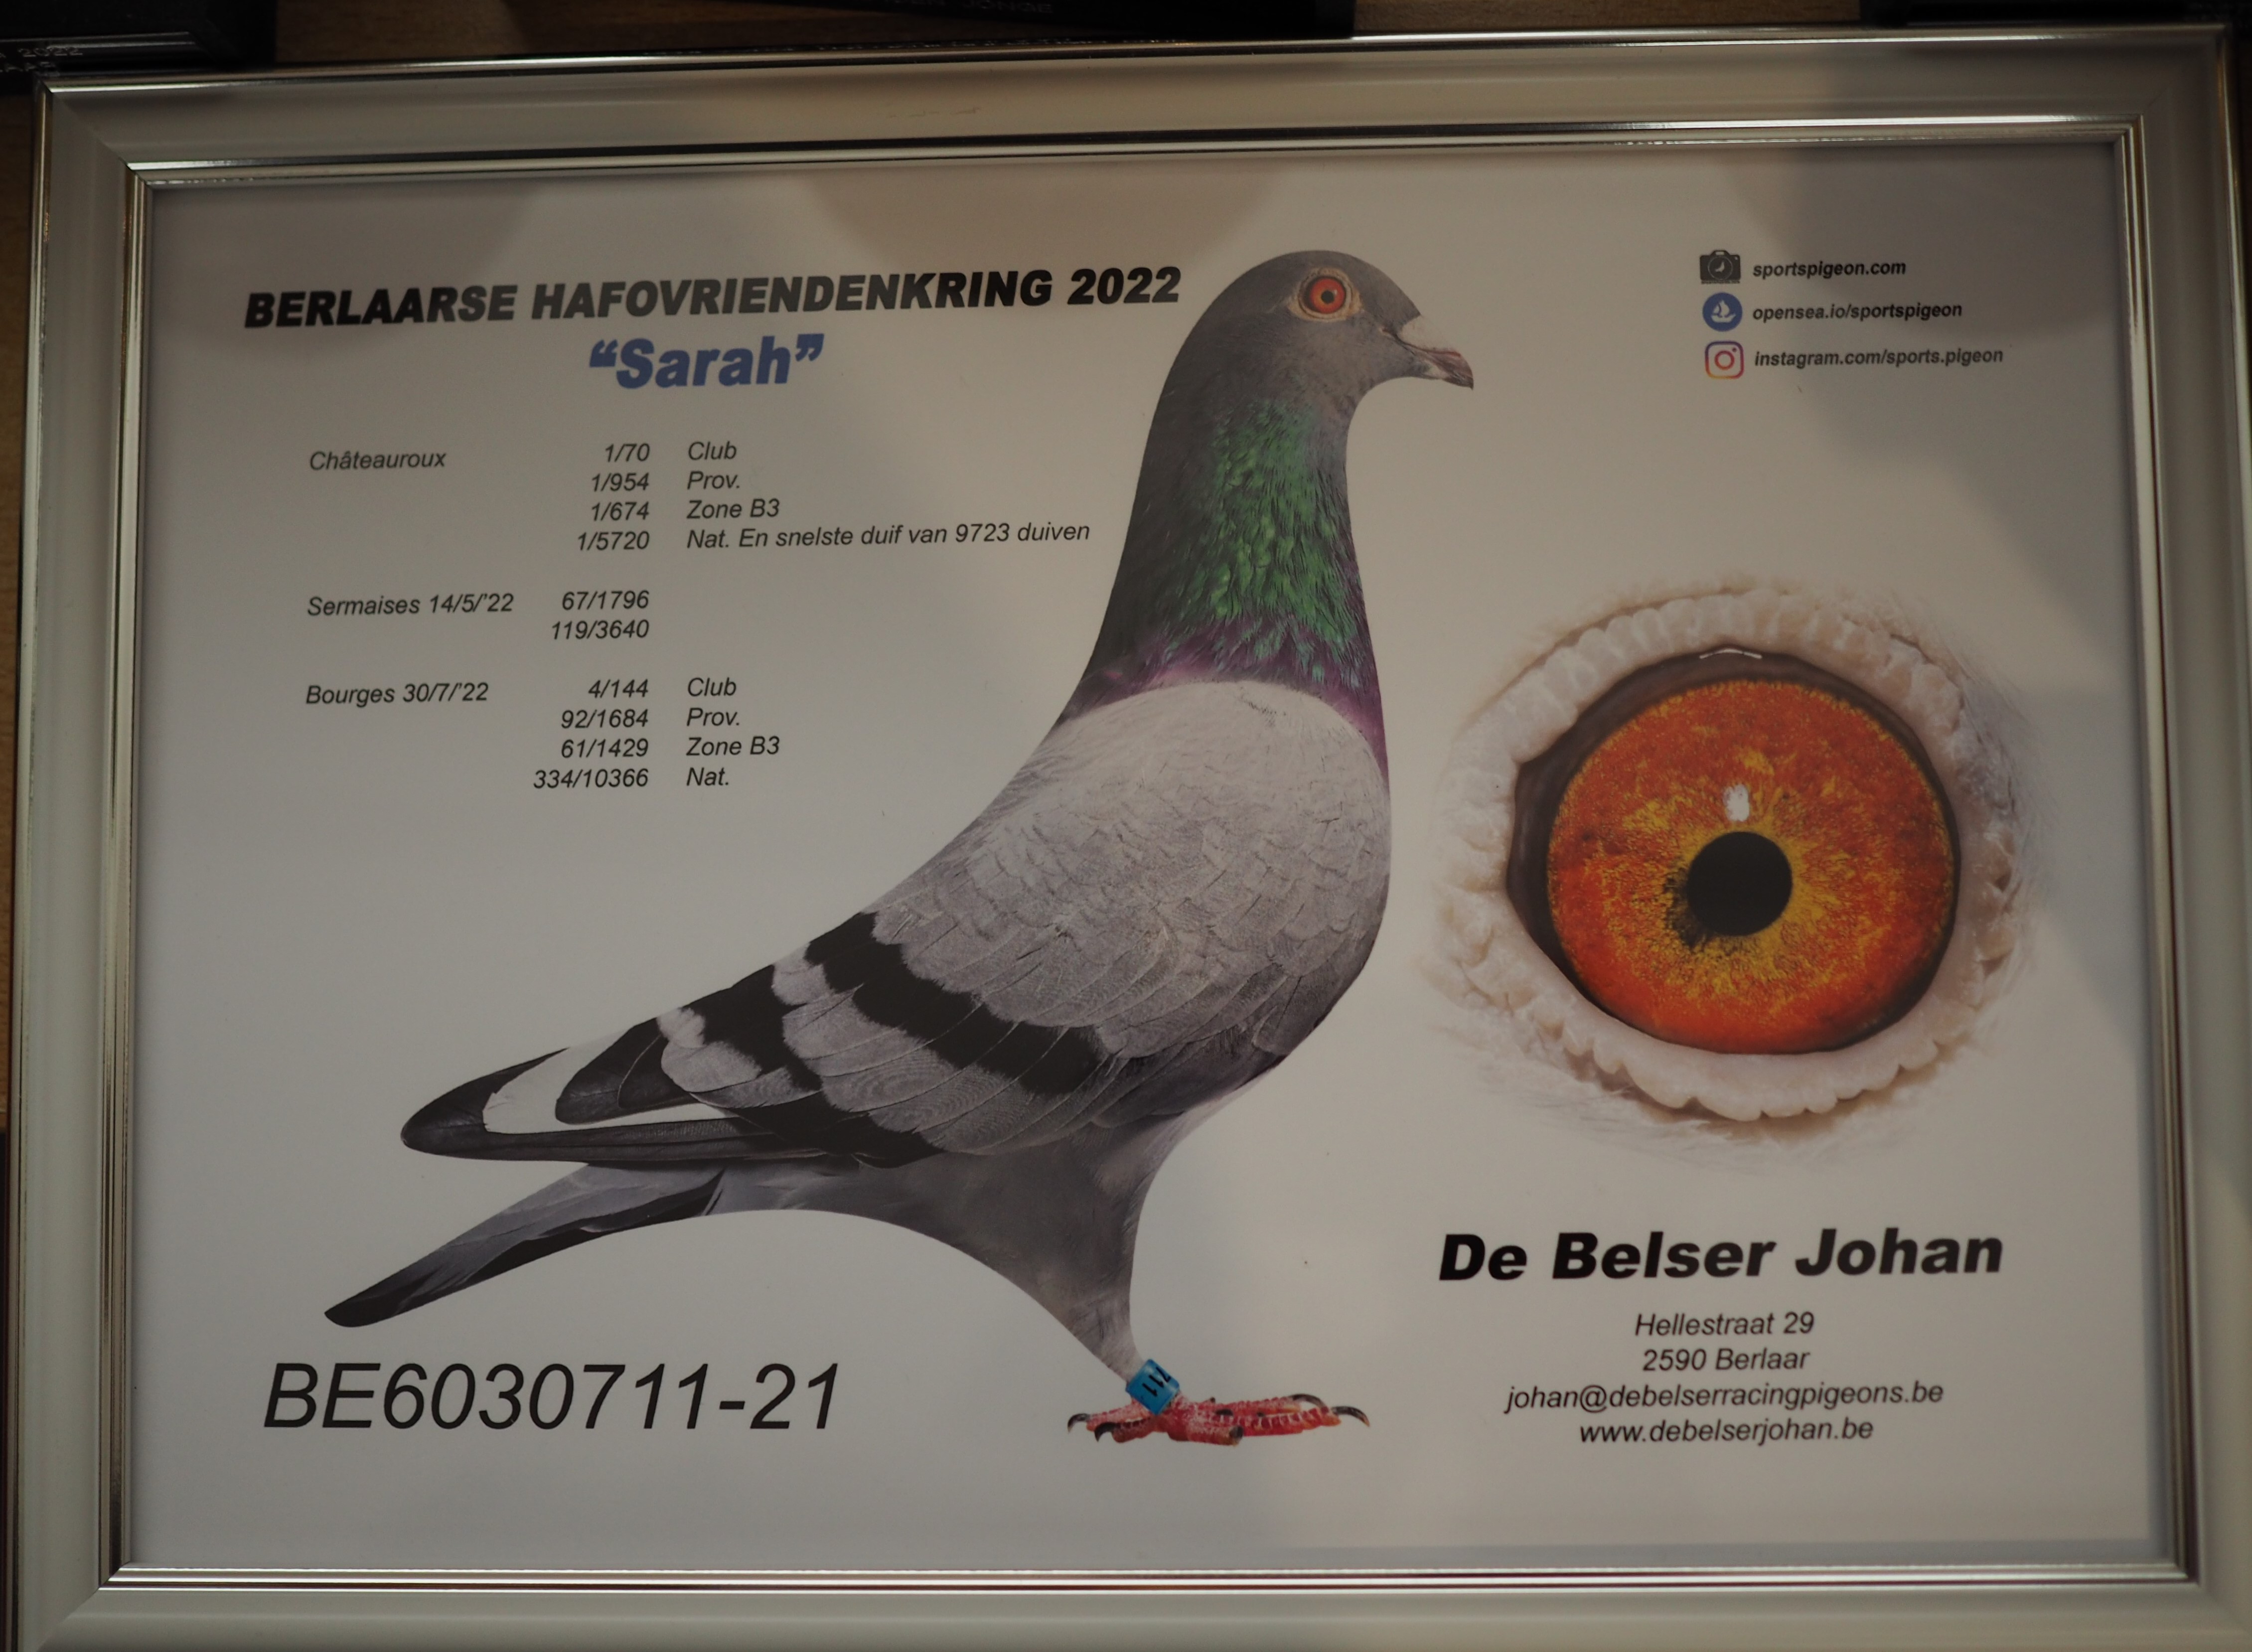 2022
BERLAARSE HAFOVRIENDENKRING 2022
“Sarah”
sportspigeon.com
opensea.io/sportspigeon
instagram.com/sports.pigeon
Châteauroux 1/70 Club
1/954 Prov.
1/674 Zone B3
1/5720 Nat. En snelste duif van 9723 duiven
Sermaises 14/5/'22 67/1796
119/3640
Bourges 30/7/'22 4/144 Club
92/1684 Prov.
61/1429 Zone B3
334/10366 Nat.
711
BE6030711-21
De Belser Johan
Hellestraat 29
2590 Berlaar
johan@debelserracingpigeons.be
www.debelserjohan.be